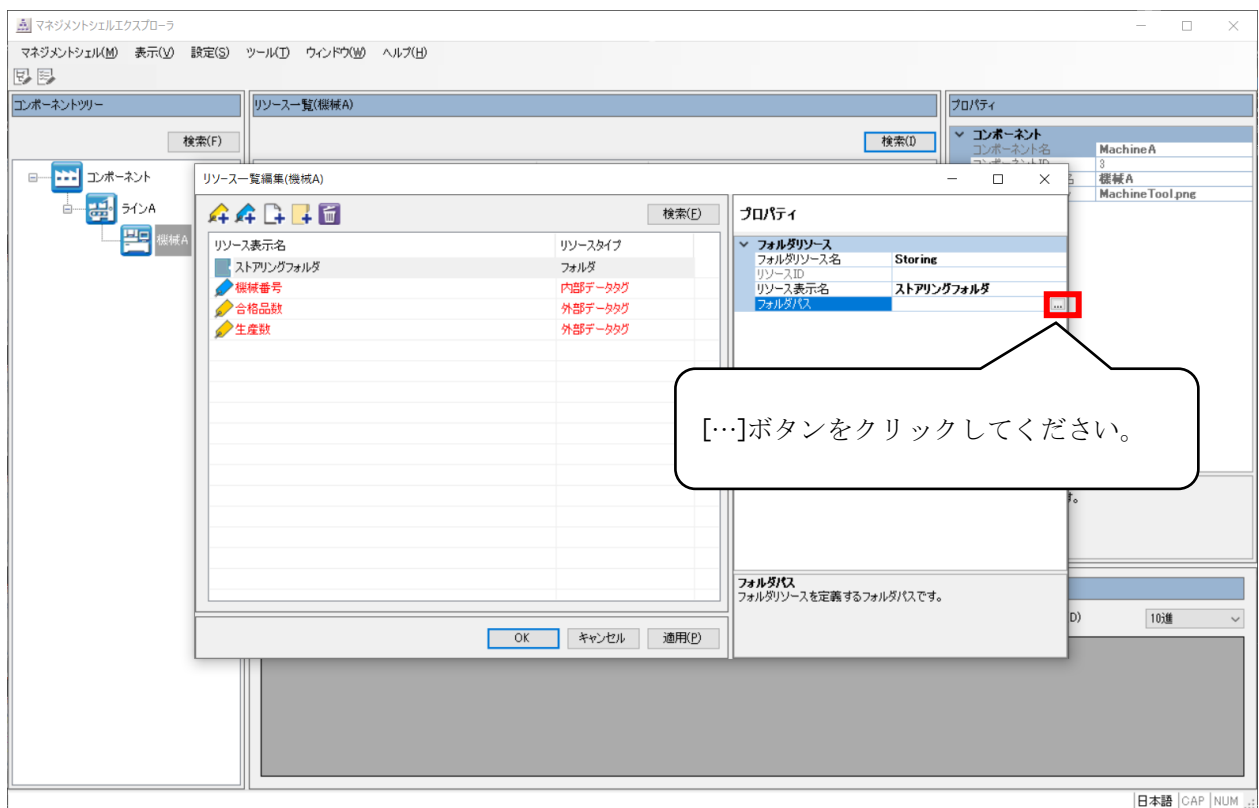 マネジメントシェルエクスプローラ
マネジメントシェル(M) 表示(V) 設定(S) ツール(T) ウィンドウ(W) ヘルプ(H)
コンポーネントツリー
検索(F)
コンポーネント
ラインA
機械A
リソース一覧(機械A)
検索(I)
プロパティ
コンポーネント
コンポーネント名 MachineA
コンポーネントID 3
機械A
MachineTool.png
リソース一覧編集(機械A)
検索(E)
リソース表示名 リソースタイプ
ストアリングフォルダ フォルダ
機械番号 内部データタグ
合格品数 外部データタグ
生産数 外部データタグ
OK キャンセル 適用(P)
プロパティ
フォルダリソース
フォルダリソース名 Storing
リソースID
リソース表示名 ストアリングフォルダ
フォルダパス ...
[…]ボタンをクリックしてください。
フォルダパス
フォルダリソースを定義するフォルダパスです。
す。
D) 10進
日本語 CAP NUM